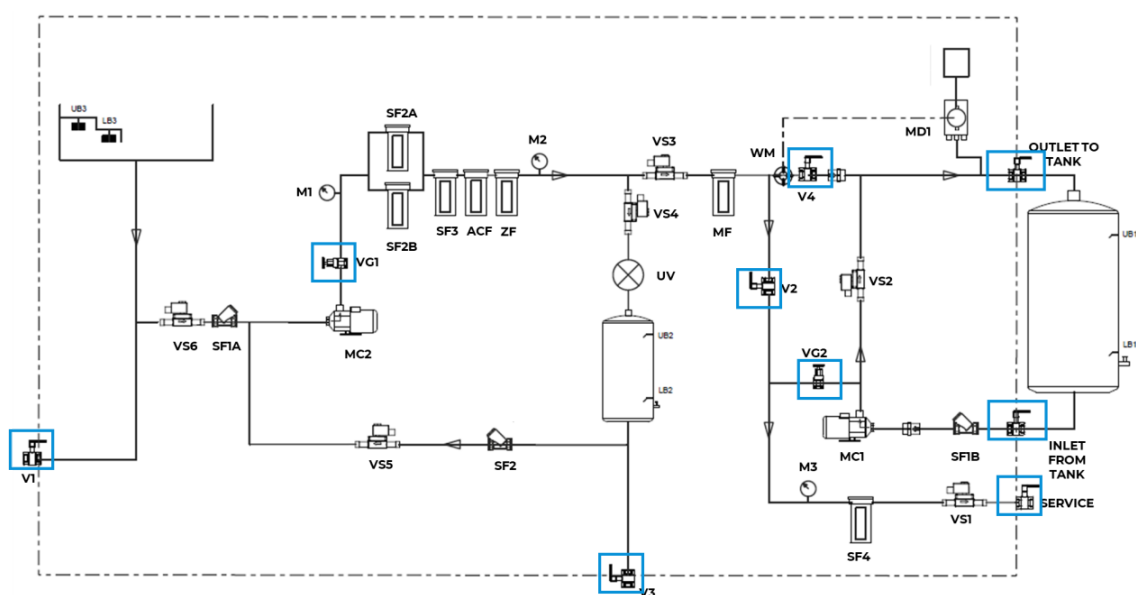 UB3
LB3
SF2A
M2
VS3
WM
MD1
OUTLET TO
TANK
M1
V4
SF3
ACF
ZF
SF2B
VS4
MF
UB1
VG1
UV
V2
VS2
UB2
VS6
SF1A
MC2
VG2
LB1
LB2
MC1
SF1B
INLET
FROM
TANK
V1
VS5
SF2
M3
VS1
SERVICE
SF4
V3